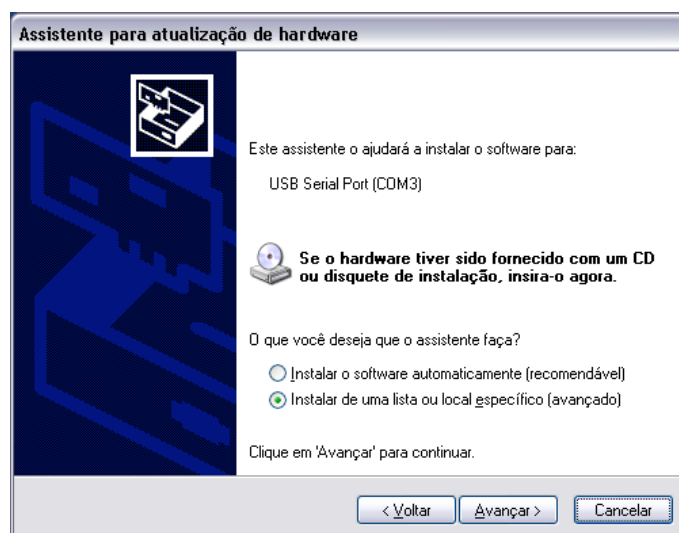 Assistente para atualização de hardware
Este assistente o ajudará a instalar o software para:
USB Serial Port (COM3)
Se o hardware tiver sido fornecido com um CD
ou disquete de instalação, insira-o agora.
O que você deseja que o assistente faça?
Instalar o software automaticamente (recomendável)
Instalar de uma lista ou local específico (avançado)
Clique em 'Avançar' para continuar.
< Voltar Avançar > Cancelar